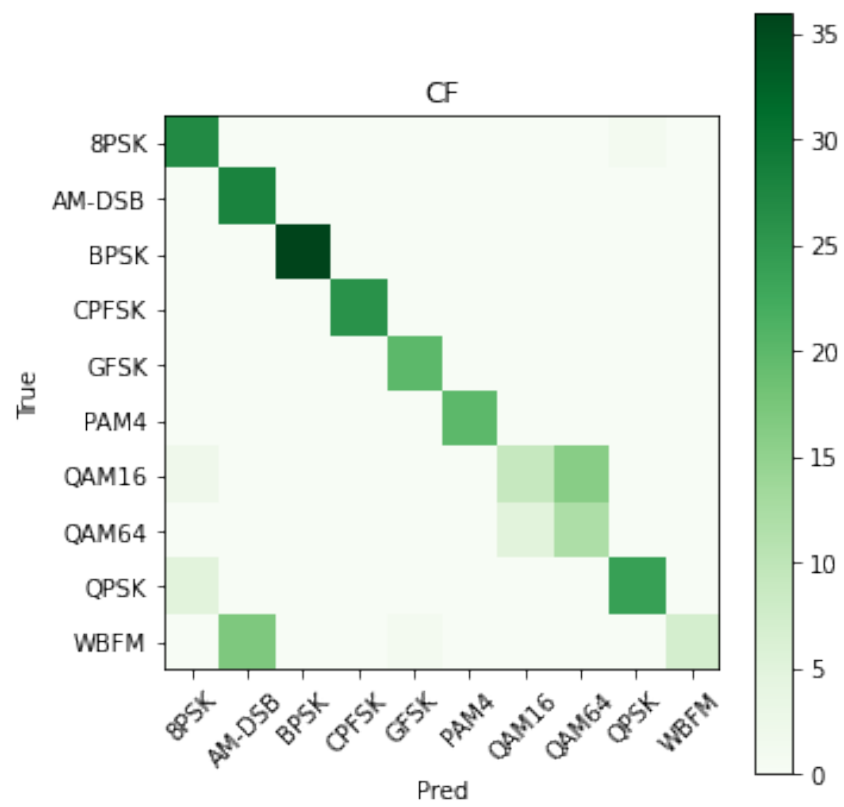 CF
8PSK
AM-DSB
BPSK
CPFSK
GFSK
PAM4
QAM16
QAM64
QPSK
WBFM
True
8PSK
AM-DSB
BPSK
CPFSK
GFSK
PAM4
QAM16
QAM64
QPSK
WBFM
Pred
35
30
25
20
15
10
5
0